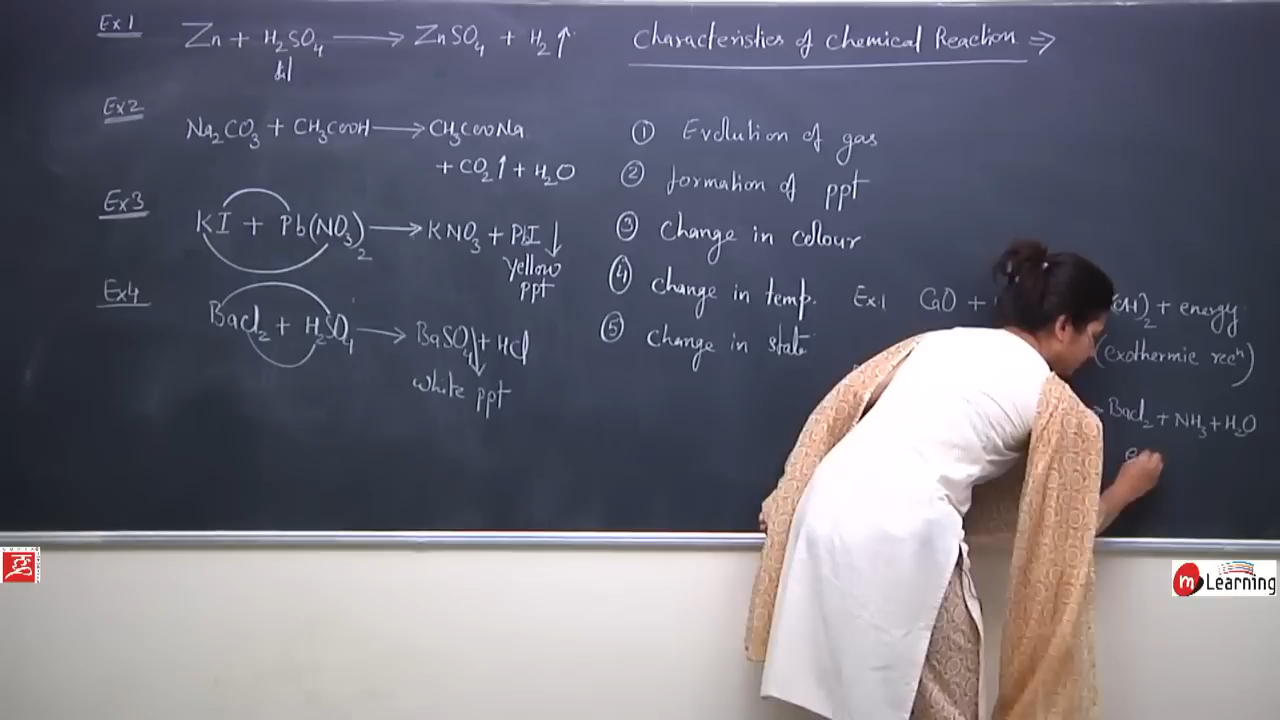 Ex1 Zn + H₂SO₄ ⟶ ZnSO₄ + H₂↑
dil
Ex2 Na₂CO₃ + CH₃COOH ⟶ CH₃COONa
+ CO₂↑ + H₂O
Ex3 KI + Pb(NO₃)₂ ⟶ KNO₃ + PbI↓
yellow
ppt
Ex4 BaCl₂ + H₂SO₄ ⟶ BaSO₄↓ + HCl
white ppt
Characteristics of Chemical Reaction ⇒
① Evolution of gas
② formation of ppt
③ change in colour
④ change in temp.
⑤ change in state
Ex1 CaO +
)₂ + energy
(exothermic recⁿ)
BaCl₂ + NH₃ + H₂O
m Learning